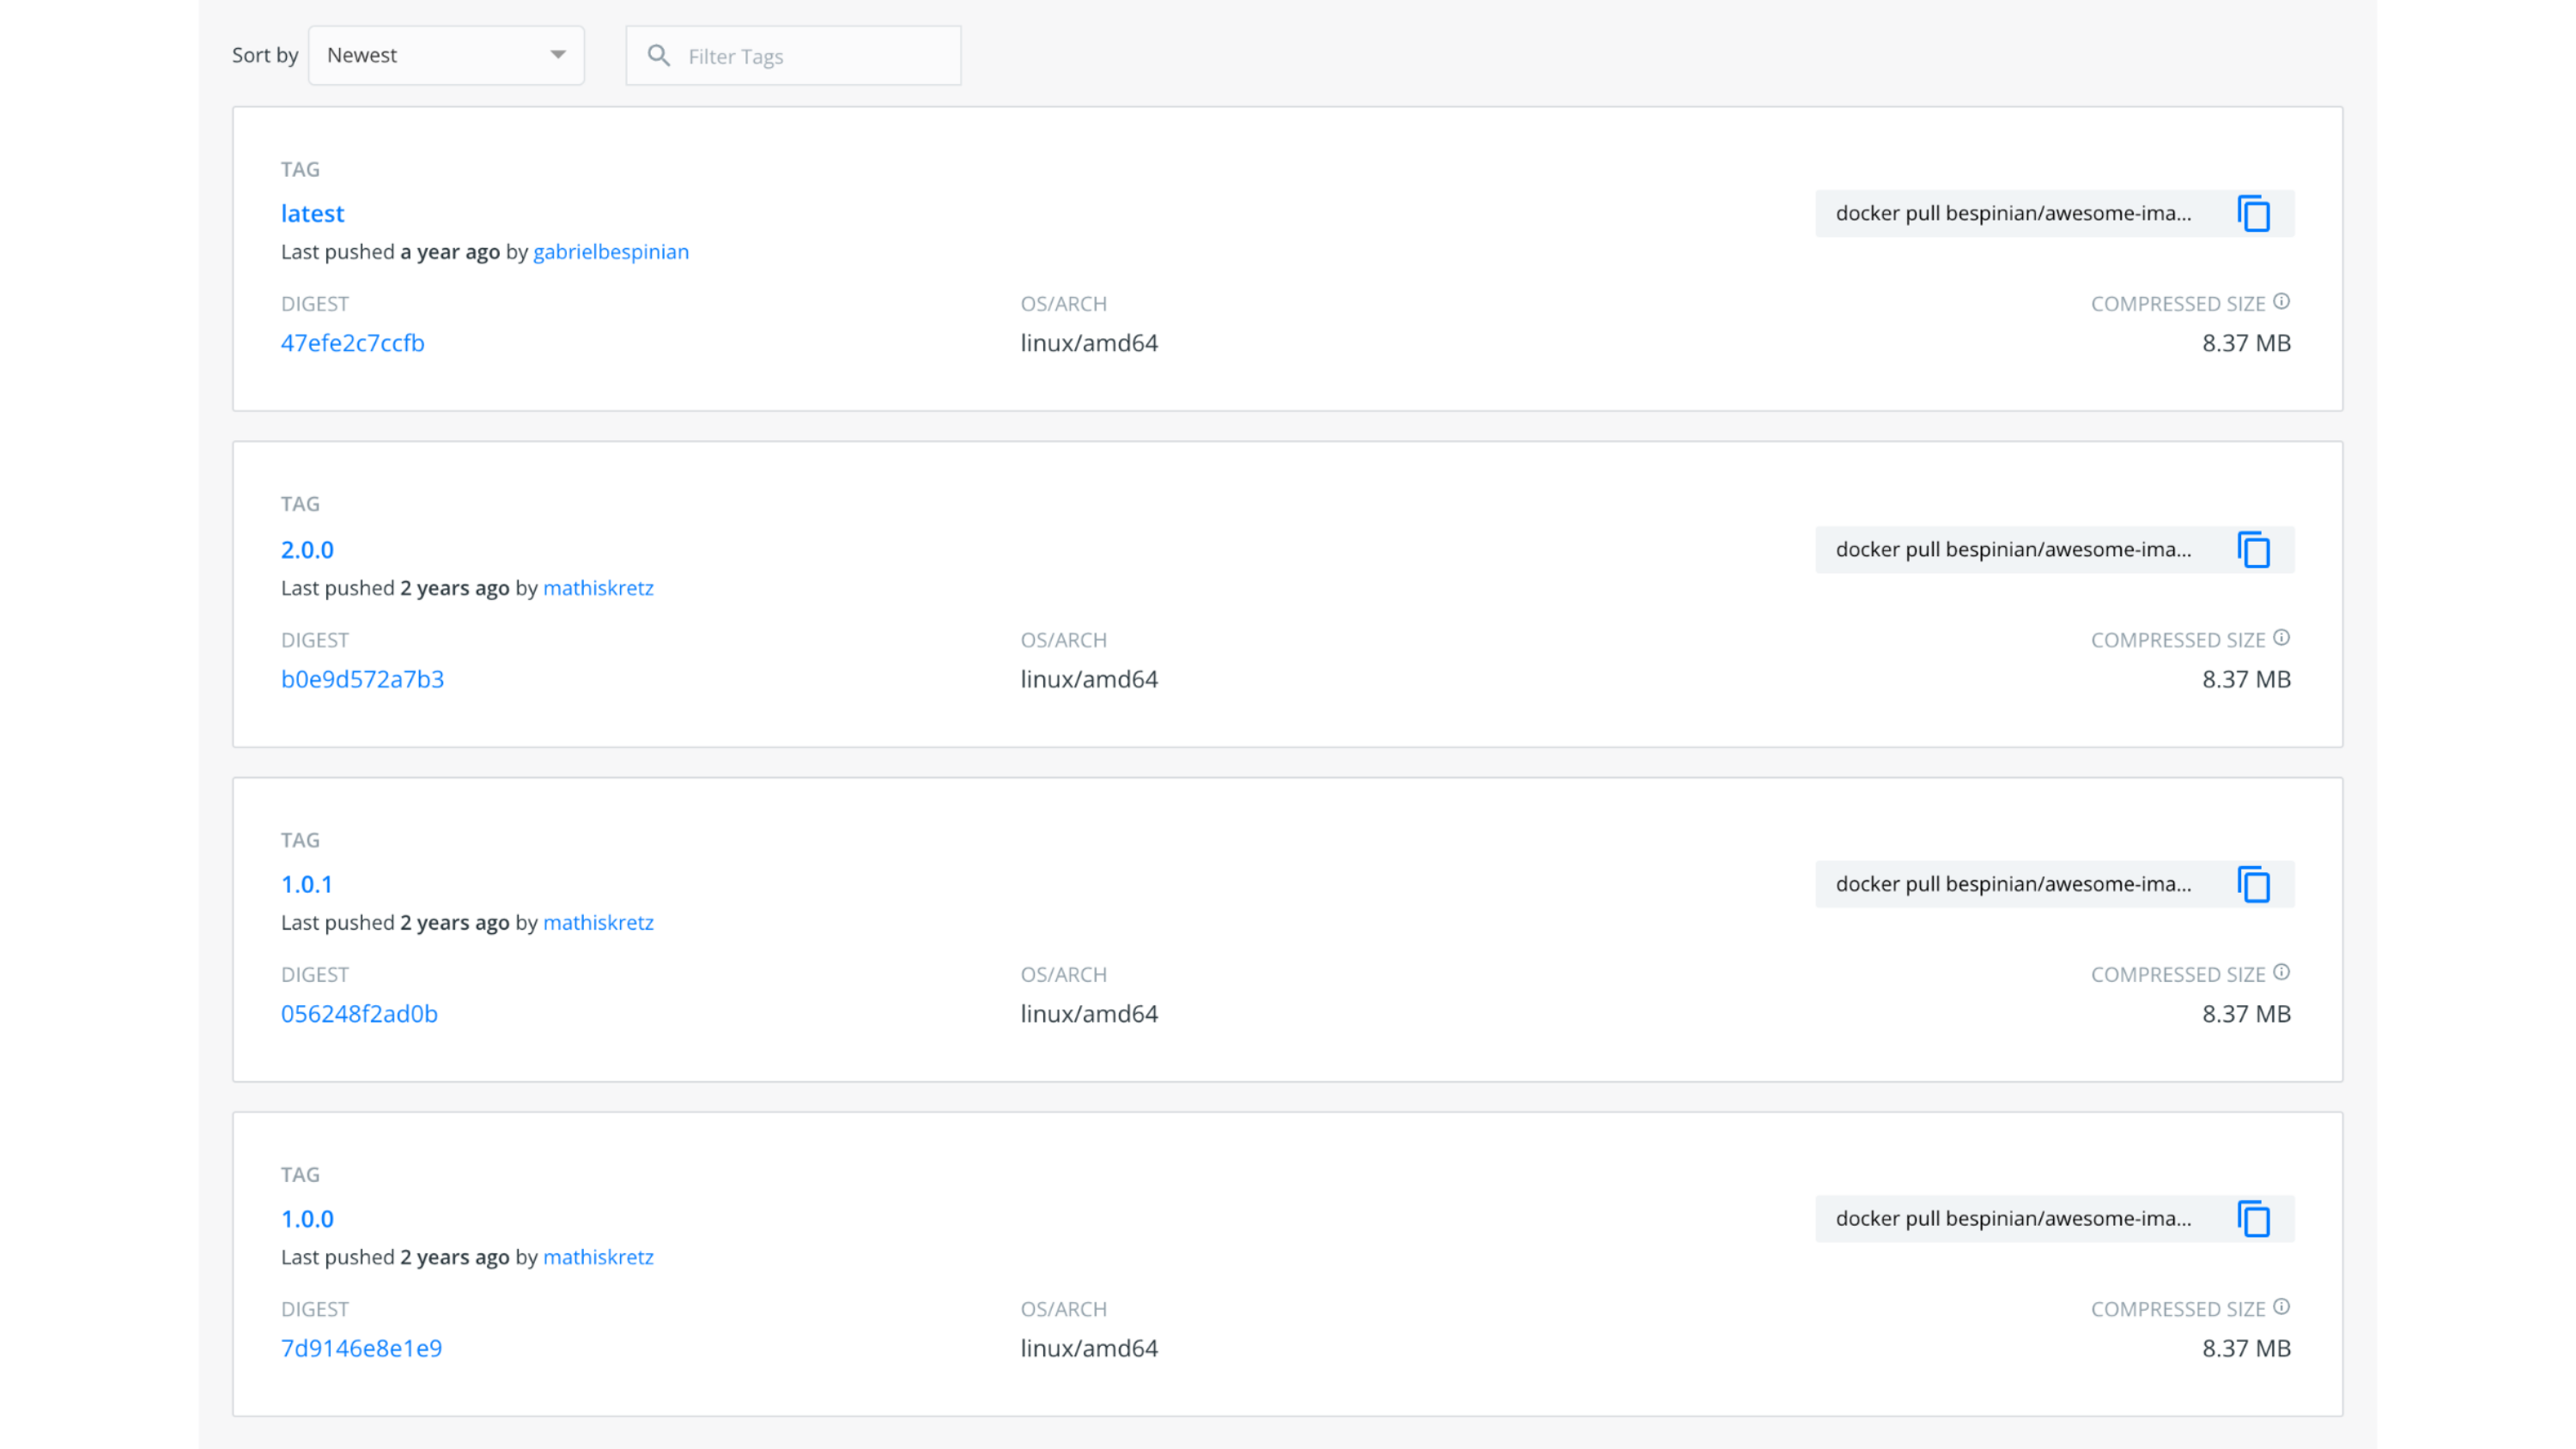 Sort by Newest Filter Tags
TAG
latest
docker pull bespinian/awesome-ima...
Last pushed a year ago by gabrielbespinian
DIGEST OS/ARCH COMPRESSED SIZE
47efe2c7ccfb linux/amd64 8.37 MB
TAG
2.0.0
docker pull bespinian/awesome-ima...
Last pushed 2 years ago by mathiskretz
DIGEST OS/ARCH COMPRESSED SIZE
b0e9d572a7b3 linux/amd64 8.37 MB
TAG
1.0.1
docker pull bespinian/awesome-ima...
Last pushed 2 years ago by mathiskretz
DIGEST OS/ARCH COMPRESSED SIZE
056248f2ad0b linux/amd64 8.37 MB
TAG
1.0.0
docker pull bespinian/awesome-ima...
Last pushed 2 years ago by mathiskretz
DIGEST OS/ARCH COMPRESSED SIZE
7d9146e8e1e9 linux/amd64 8.37 MB